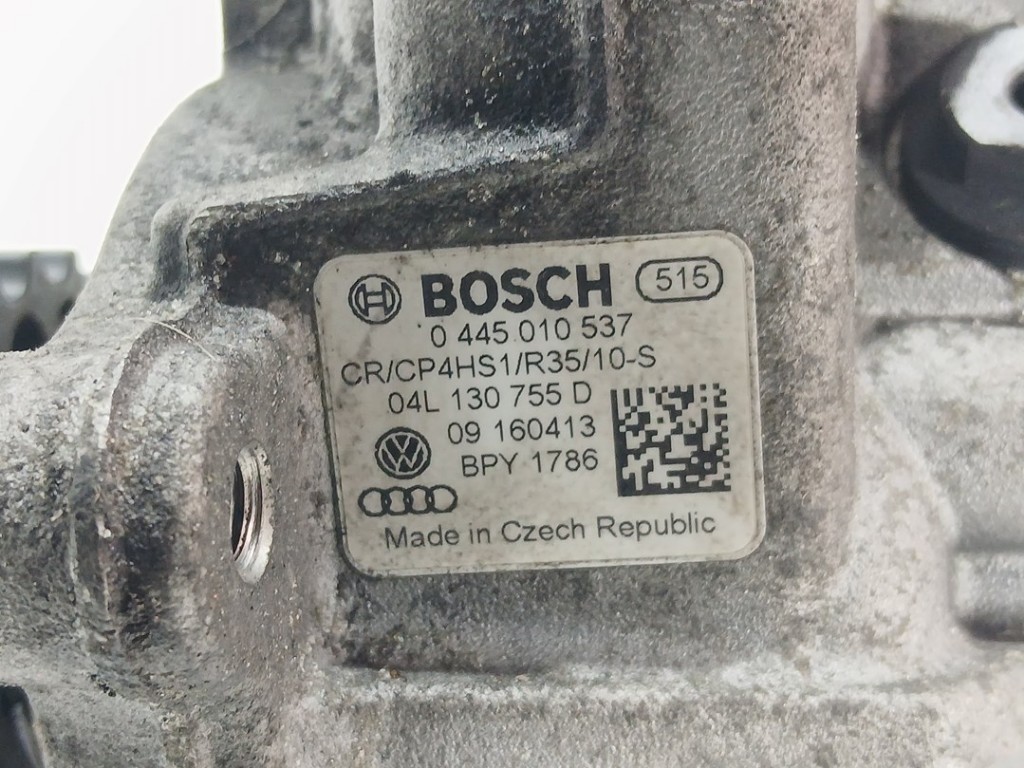 BOSCH 515
0 445 010 537
CR/CP4HS1/R35/10-S
04L 130 755 D
09 160413
BPY 1786
Made in Czech Republic